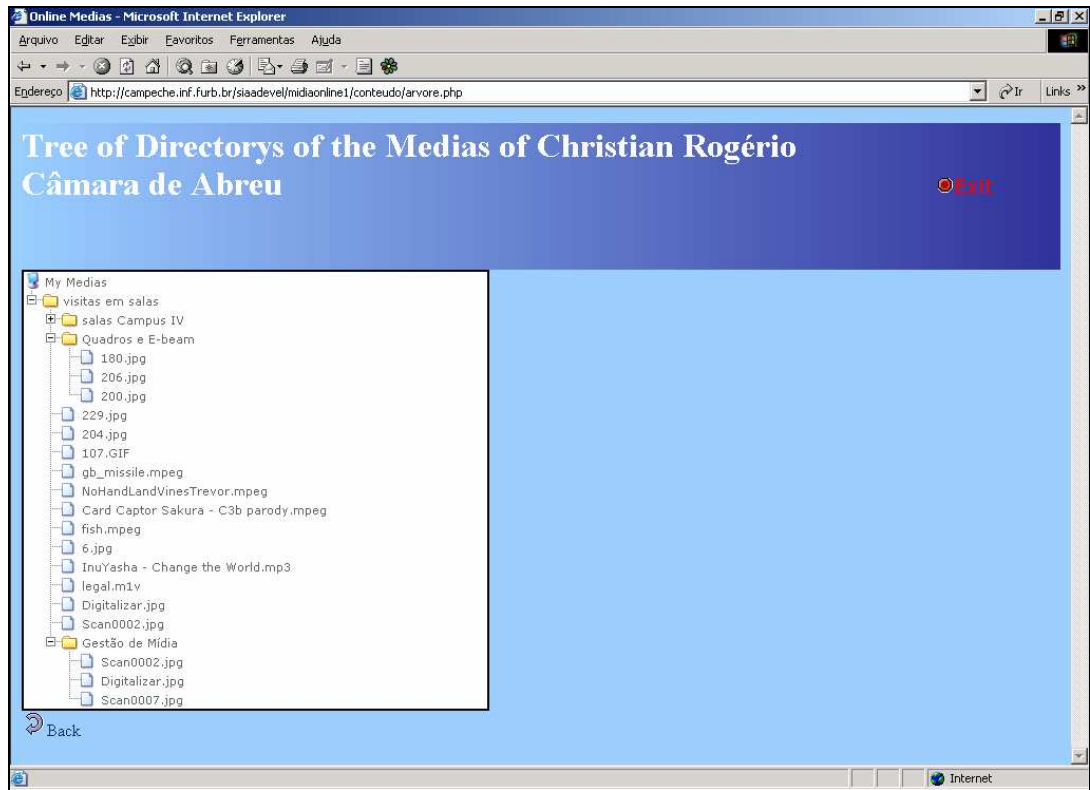 Online Medias - Microsoft Internet Explorer
Arquivo Editar Exibir Favoritos Ferramentas Ajuda
Endereço http://campeche.inf.furb.br/siaadevel/midiaonline1/conteudo/arvore.php Ir Links »
Tree of Directorys of the Medias of Christian Rogério
Câmara de Abreu
Exit
My Medias
visitas em salas
salas Campus IV
Quadros e E-beam
180.jpg
206.jpg
200.jpg
229.jpg
204.jpg
107.GIF
gb_missile.mpeg
NoHandLandVinesTrevor.mpeg
Card Captor Sakura - C3b parody.mpeg
fish.mpeg
6.jpg
InuYasha - Change the World.mp3
legal.m1v
Digitalizar.jpg
Scan0002.jpg
Gestão de Mídia
Scan0002.jpg
Digitalizar.jpg
Scan0007.jpg
Back
Internet